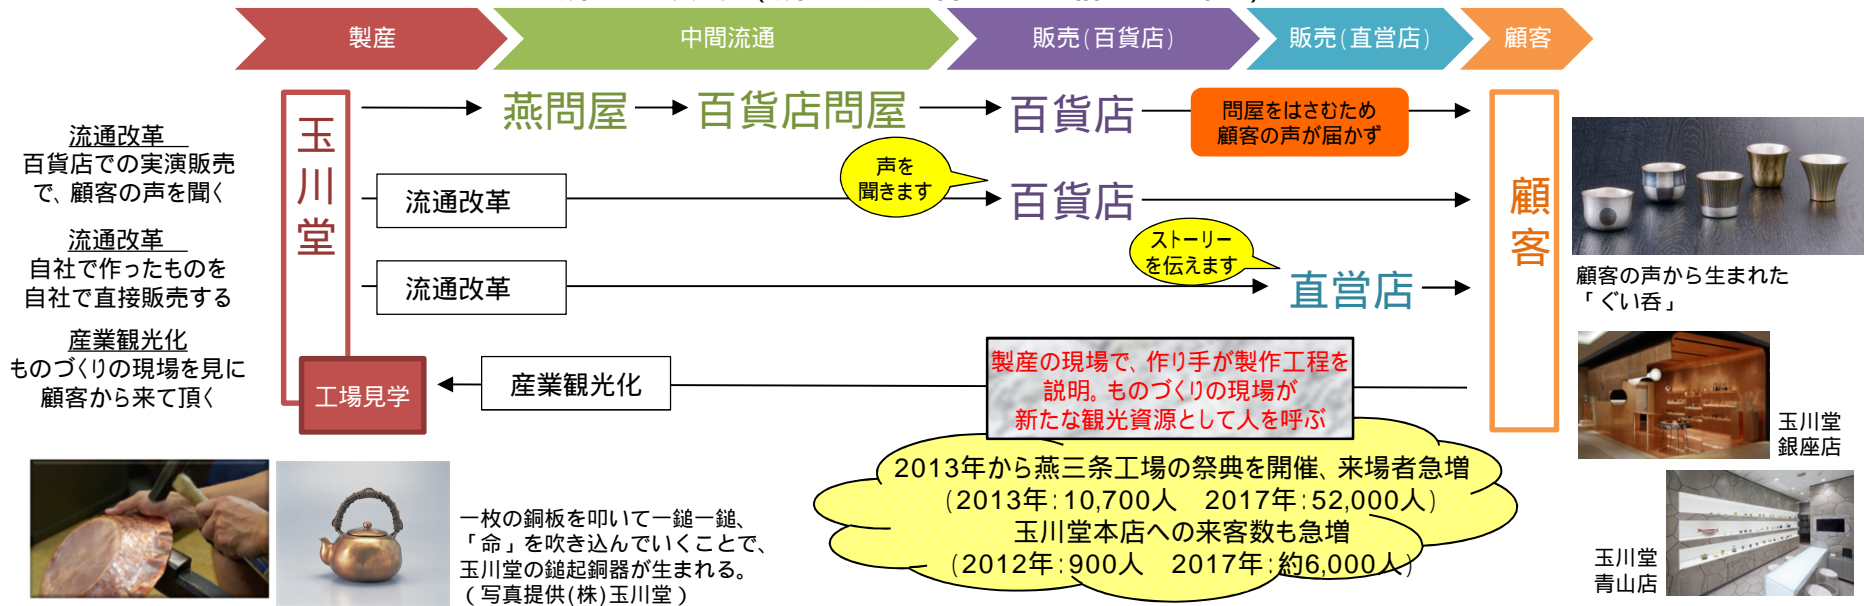 製産
中間流通
販売(百貨店)
販売(直営店)
顧客
玉川堂
燕問屋
百貨店問屋
百貨店
問屋をはさむため
顧客の声が届かず
顧客
流通改革
百貨店での実演販売
で、顧客の声を聞く
流通改革
声を
聞きます
百貨店
流通改革
自社で作ったものを
自社で直接販売する
流通改革
ストーリー
を伝えます
直営店
顧客の声から生まれた
「ぐい呑」
産業観光化
ものづくりの現場を見に
顧客から来て頂く
工場見学
産業観光化
製産の現場で、作り手が製作工程を
説明。ものづくりの現場が
新たな観光資源として人を呼ぶ
玉川堂
銀座店
2013年から燕三条工場の祭典を開催、来場者急増
(2013年:10,700人　2017年:52,000人)
玉川堂本店への来客数も急増
(2012年:900人　2017年:約6,000人)
一枚の銅板を叩いて一鎚一鎚、
「命」を吹き込んでいくことで、
玉川堂の鎚起銅器が生まれる。
(写真提供(株)玉川堂)
玉川堂
青山店